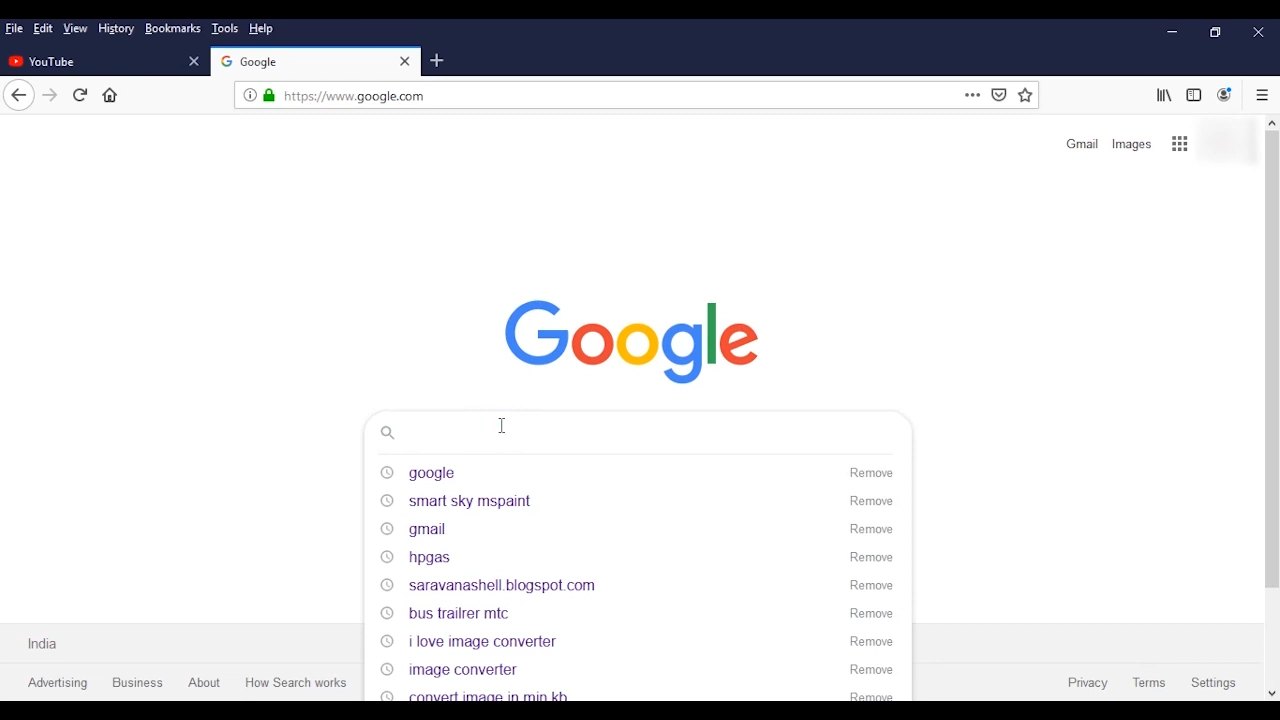 File Edit View History Bookmarks Tools Help
YouTube Google
https://www.google.com
Gmail Images
Google
google Remove
smart sky mspaint Remove
gmail Remove
hpgas Remove
saravanashell.blogspot.com Remove
bus trailrer mtc Remove
i love image converter Remove
India
image converter Remove
Advertising Business About How Search works Privacy Terms Settings
convert image in min kb Remove